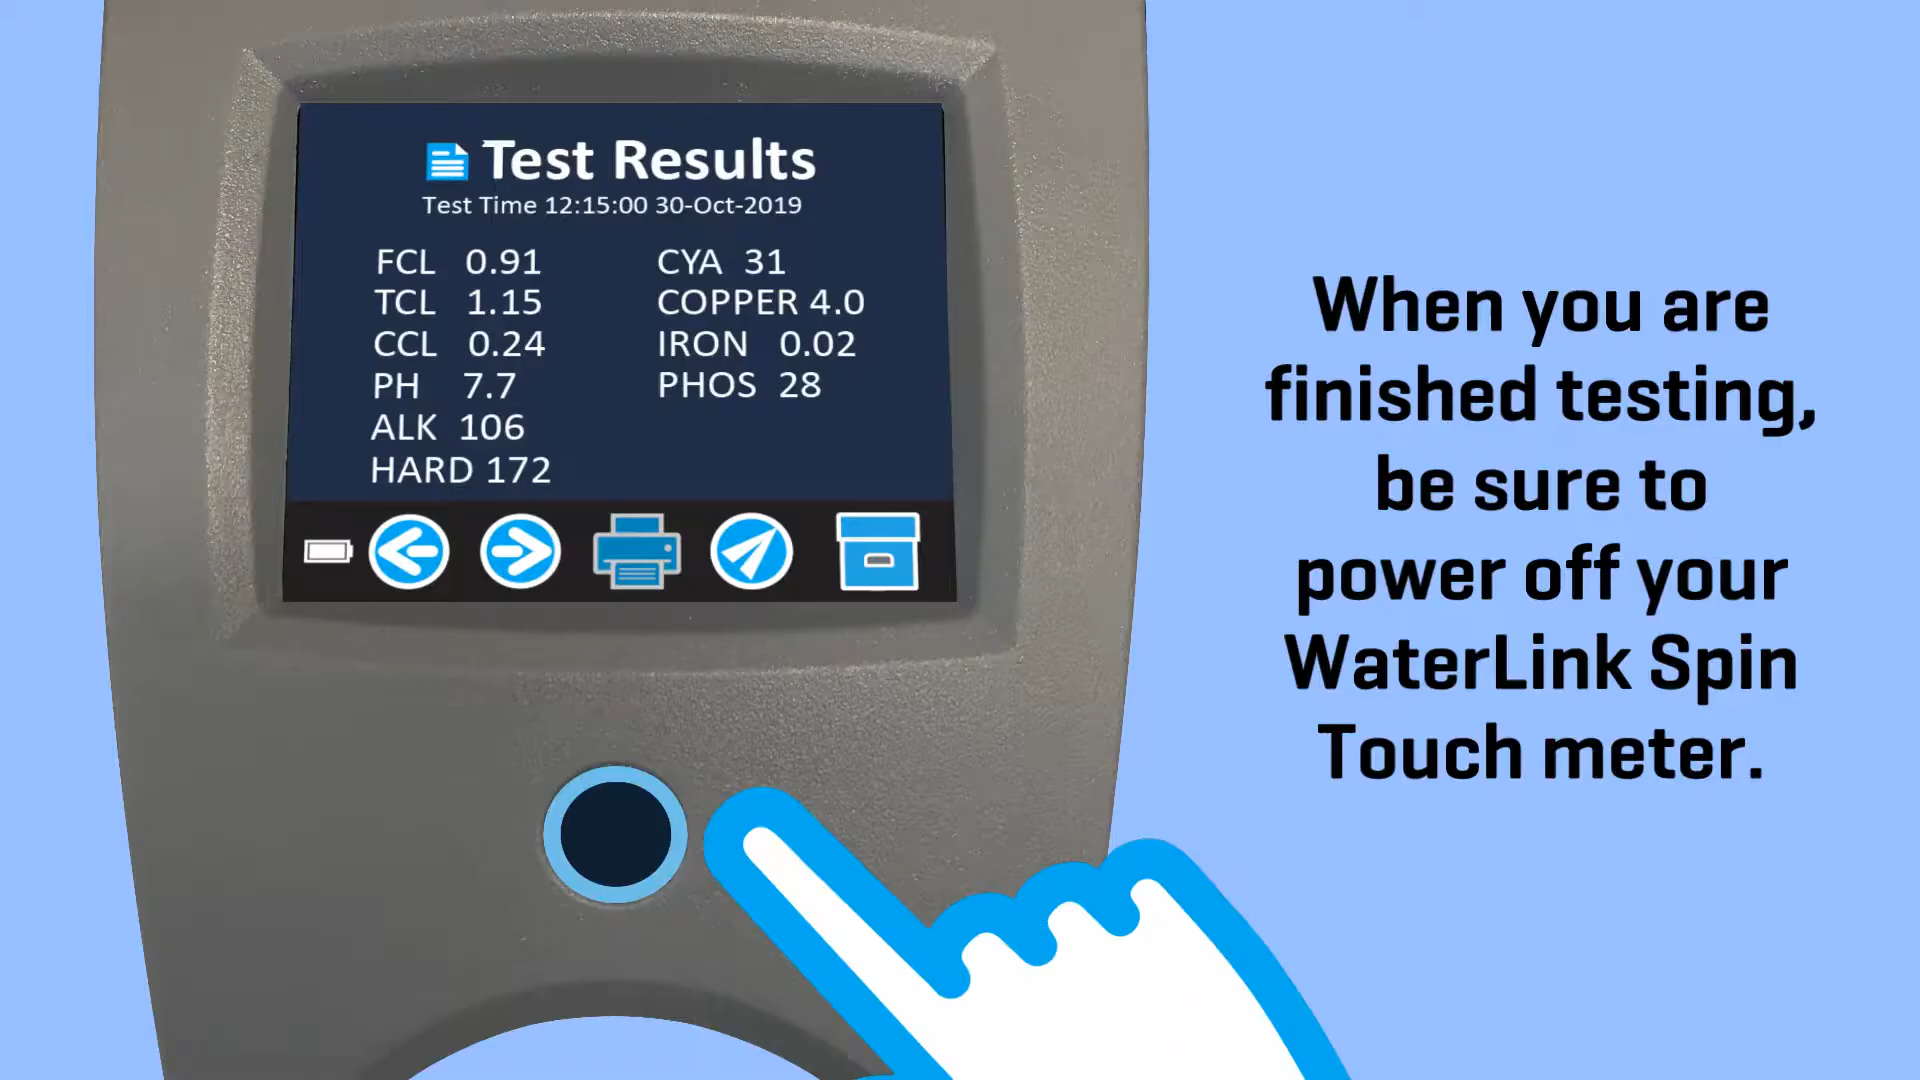 Test Results
Test Time 12:15:00 30-Oct-2019
FCL 0.91
TCL 1.15
CCL 0.24
PH 7.7
ALK 106
HARD 172
CYA 31
COPPER 4.0
IRON 0.02
PHOS 28
When you are
finished testing,
be sure to
power off your
WaterLink Spin
Touch meter.